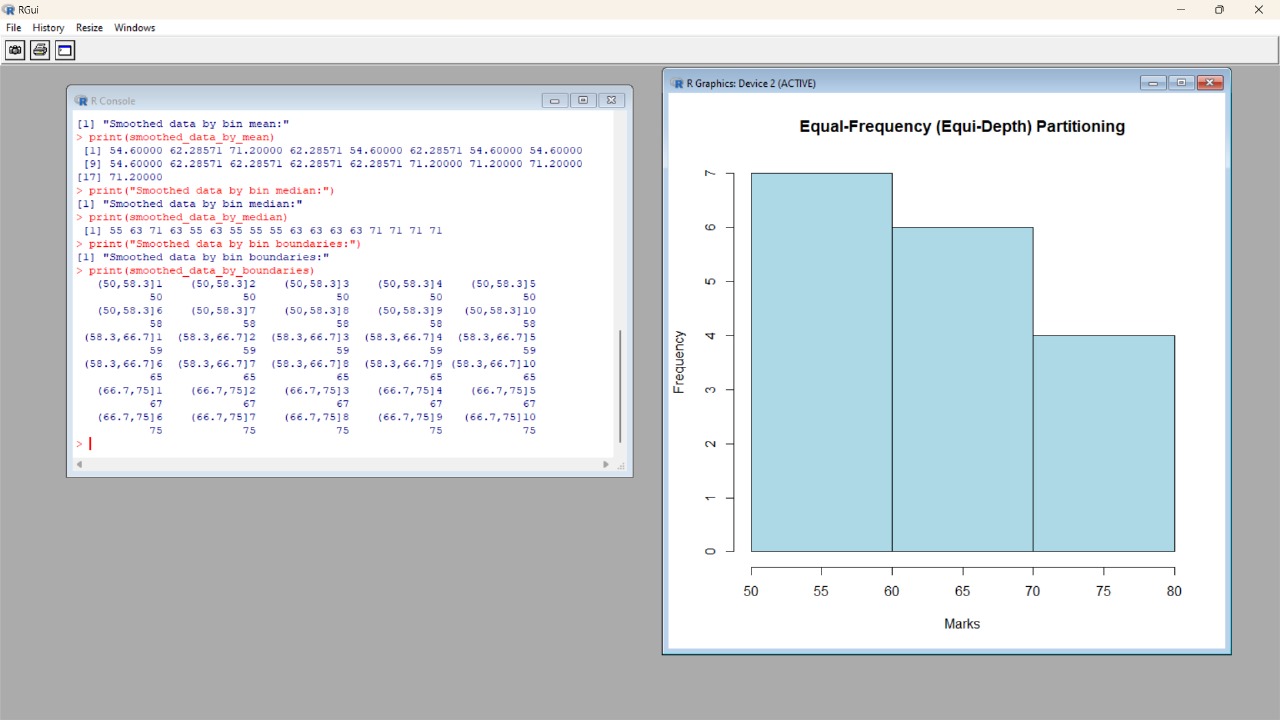 RGui
File History Resize Windows
R Console
[1] "Smoothed data by bin mean:"
> print(smoothed_data_by_mean)
[1] 54.60000 62.28571 71.20000 62.28571 54.60000 62.28571 54.60000 54.60000
[9] 54.60000 62.28571 62.28571 62.28571 62.28571 71.20000 71.20000 71.20000
[17] 71.20000
> print("Smoothed data by bin median:")
[1] "Smoothed data by bin median:"
> print(smoothed_data_by_median)
[1] 55 63 71 63 55 63 55 55 55 63 63 63 63 71 71 71 71
> print("Smoothed data by bin boundaries:")
[1] "Smoothed data by bin boundaries:"
> print(smoothed_data_by_boundaries)
(50,58.3]1 (50,58.3]2 (50,58.3]3 (50,58.3]4 (50,58.3]5
50 50 50 50 50
(50,58.3]6 (50,58.3]7 (50,58.3]8 (50,58.3]9 (50,58.3]10
58 58 58 58 58
(58.3,66.7]1 (58.3,66.7]2 (58.3,66.7]3 (58.3,66.7]4 (58.3,66.7]5
59 59 59 59 59
(58.3,66.7]6 (58.3,66.7]7 (58.3,66.7]8 (58.3,66.7]9 (58.3,66.7]10
65 65 65 65 65
(66.7,75]1 (66.7,75]2 (66.7,75]3 (66.7,75]4 (66.7,75]5
67 67 67 67 67
(66.7,75]6 (66.7,75]7 (66.7,75]8 (66.7,75]9 (66.7,75]10
75 75 75 75 75
>
R Graphics: Device 2 (ACTIVE)
Equal-Frequency (Equi-Depth) Partitioning
Frequency
7
6
5
4
3
2
1
0
50 55 60 65 70 75 80
Marks